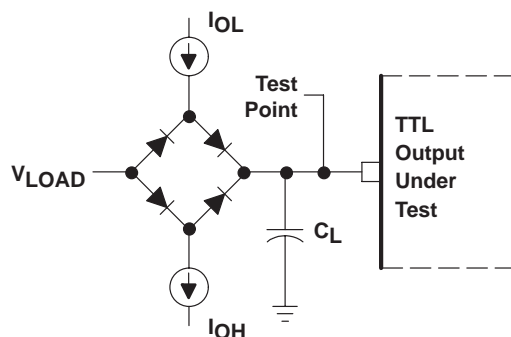 IOL
Test
Point
TTL
Output
Under
Test
VLOAD
CL
IOH